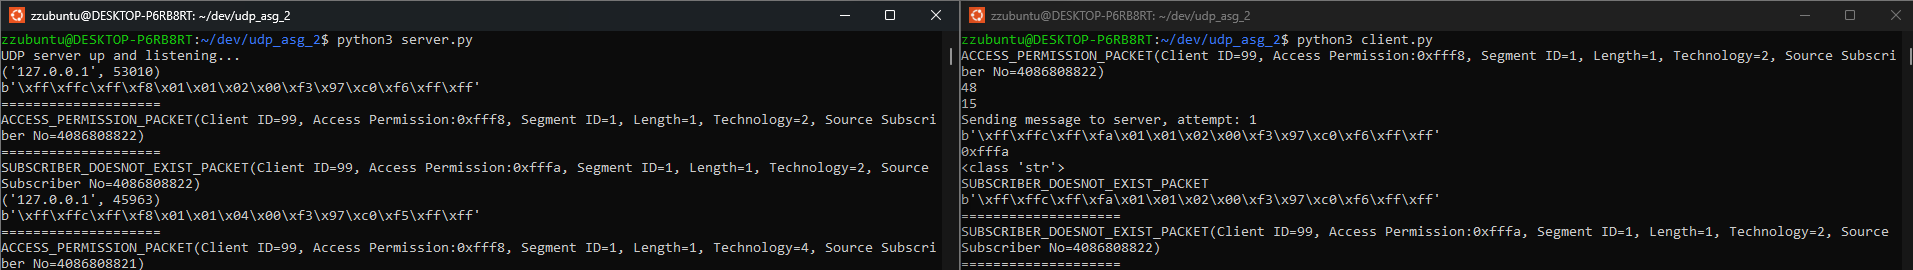 zzubuntu@DESKTOP-P6RB8RT: ~/dev/udp_asg_2
zzubuntu@DESKTOP-P6RB8RT:~/dev/udp_asg_2$ python3 server.py
UDP server up and listening...
('127.0.0.1', 53010)
b'\xff\xffc\xff\xf8\x01\x01\x02\x00\xf3\x97\xc0\xf6\xff\xff'
====================
ACCESS_PERMISSION_PACKET(Client ID=99, Access Permission:0xfff8, Segment ID=1, Length=1, Technology=2, Source Subscri
ber No=4086808822)
====================
SUBSCRIBER_DOESNOT_EXIST_PACKET(Client ID=99, Access Permission:0xfffa, Segment ID=1, Length=1, Technology=2, Source
Subscriber No=4086808822)
('127.0.0.1', 45963)
b'\xff\xffc\xff\xf8\x01\x01\x04\x00\xf3\x97\xc0\xf5\xff\xff'
====================
ACCESS_PERMISSION_PACKET(Client ID=99, Access Permission:0xfff8, Segment ID=1, Length=1, Technology=4, Source Subscri
ber No=4086808821)
zzubuntu@DESKTOP-P6RB8RT: ~/dev/udp_asg_2
zzubuntu@DESKTOP-P6RB8RT:~/dev/udp_asg_2$ python3 client.py
ACCESS_PERMISSION_PACKET(Client ID=99, Access Permission:0xfff8, Segment ID=1, Length=1, Technology=2, Source Subscri
ber No=4086808822)
48
15
Sending message to server, attempt: 1
b'\xff\xffc\xff\xfa\x01\x01\x02\x00\xf3\x97\xc0\xf6\xff\xff'
0xfffa
<class 'str'>
SUBSCRIBER_DOESNOT_EXIST_PACKET
b'\xff\xffc\xff\xfa\x01\x01\x02\x00\xf3\x97\xc0\xf6\xff\xff'
====================
SUBSCRIBER_DOESNOT_EXIST_PACKET(Client ID=99, Access Permission:0xfffa, Segment ID=1, Length=1, Technology=2, Source
Subscriber No=4086808822)
====================